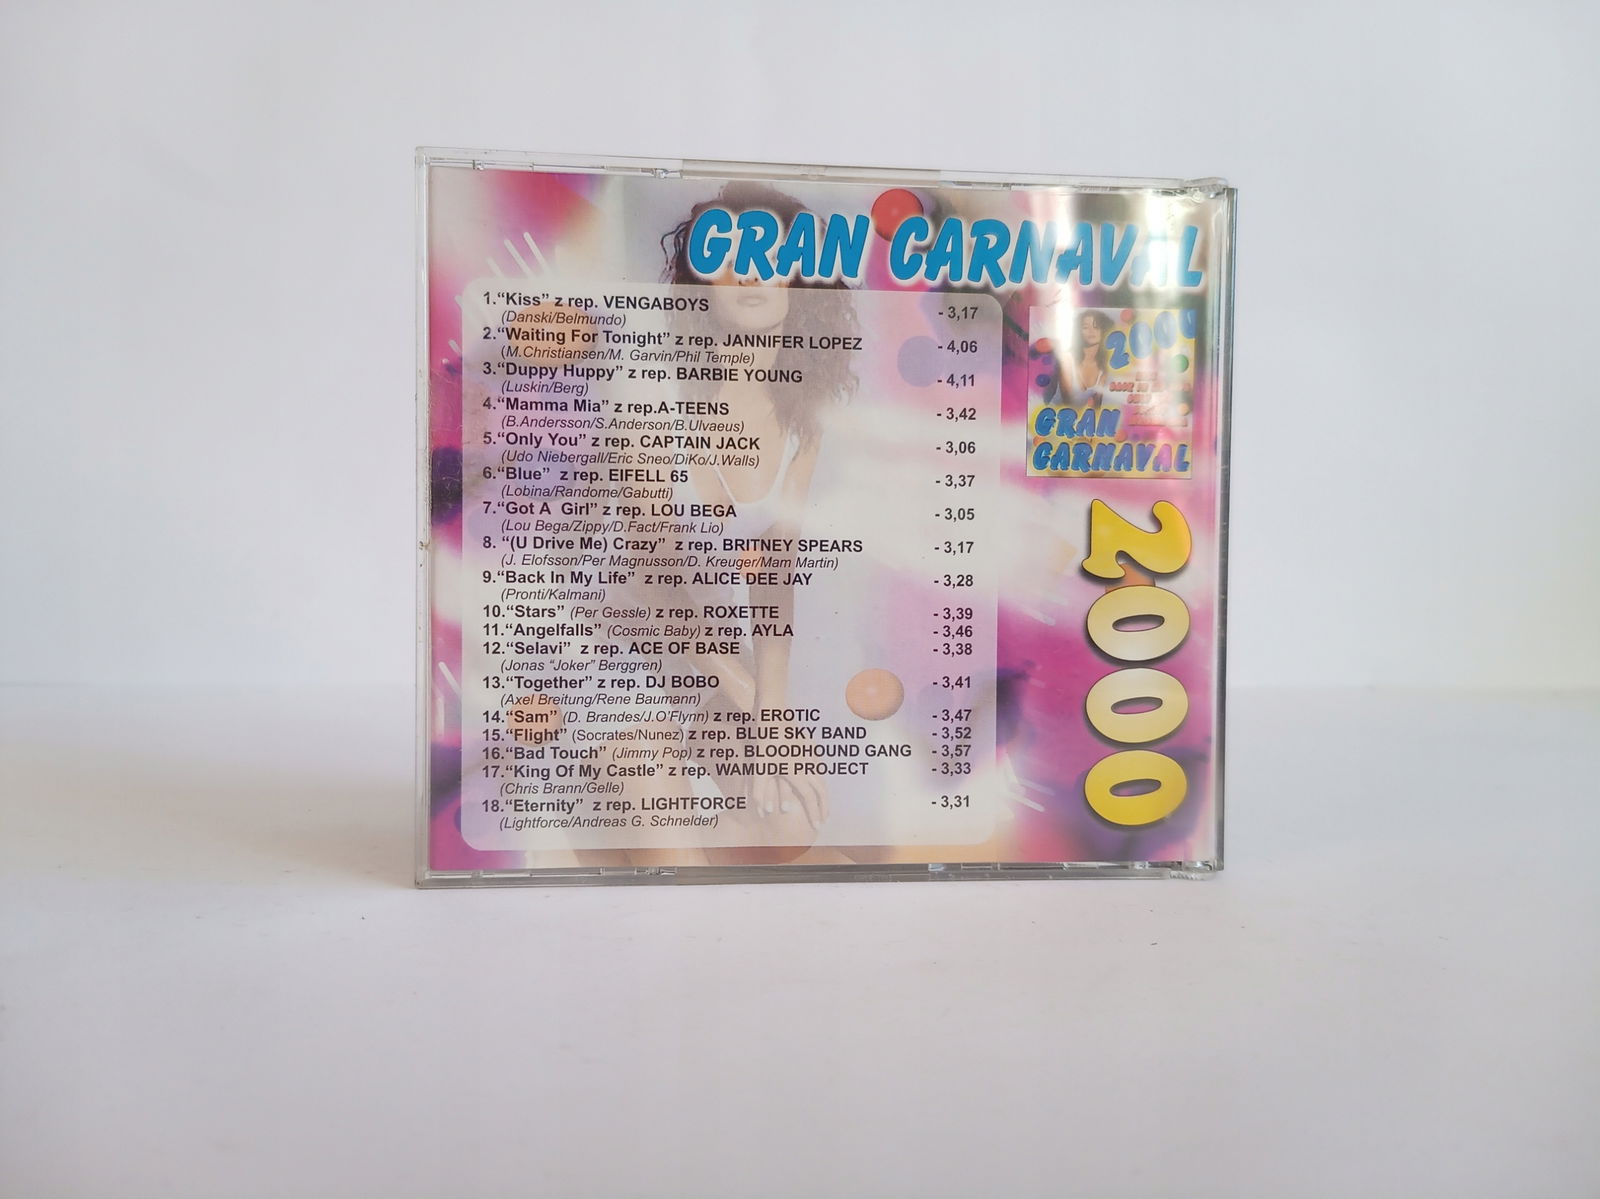 GRAN CARNAVAL
1."Kiss" z rep. VENGABOYS - 3,17
(Danski/Belmundo)
2."Waiting For Tonight" z rep. JANNIFER LOPEZ - 4,06
(M.Christiansen/M. Garvin/Phil Temple)
3."Duppy Huppy" z rep. BARBIE YOUNG - 4,11
(Luskin/Berg)
4."Mamma Mia" z rep.A-TEENS - 3,42
(B.Andersson/S.Anderson/B.Ulvaeus)
5."Only You" z rep. CAPTAIN JACK - 3,06
(Udo Niebergall/Eric Sneo/DiKo/J.Walls)
6."Blue" z rep. EIFELL 65 - 3,37
(Lobina/Randome/Gabutti)
7."Got A Girl" z rep. LOU BEGA - 3,05
(Lou Bega/Zippy/D.Fact/Frank Lio)
8. "(U Drive Me) Crazy" z rep. BRITNEY SPEARS - 3,17
(J. Elofsson/Per Magnusson/D. Kreuger/Mam Martin)
9."Back In My Life" z rep. ALICE DEE JAY - 3,28
(Pronti/Kalmani)
10."Stars" (Per Gessle) z rep. ROXETTE - 3,39
11."Angelfalls" (Cosmic Baby) z rep. AYLA - 3,46
12."Selavi" z rep. ACE OF BASE - 3,38
(Jonas "Joker" Berggren)
13."Together" z rep. DJ BOBO - 3,41
(Axel Breitung/Rene Baumann)
14."Sam" (D. Brandes/J.O'Flynn) z rep. EROTIC - 3,47
15."Flight" (Socrates/Nunez) z rep. BLUE SKY BAND - 3,52
16."Bad Touch" (Jimmy Pop) z rep. BLOODHOUND GANG - 3,57
17."King Of My Castle" z rep. WAMUDE PROJECT - 3,33
(Chris Brann/Gelle)
18."Eternity" z rep. LIGHTFORCE - 3,31
(Lightforce/Andreas G. Schnelder)
2000
GRAN
CARNAVAL
2000